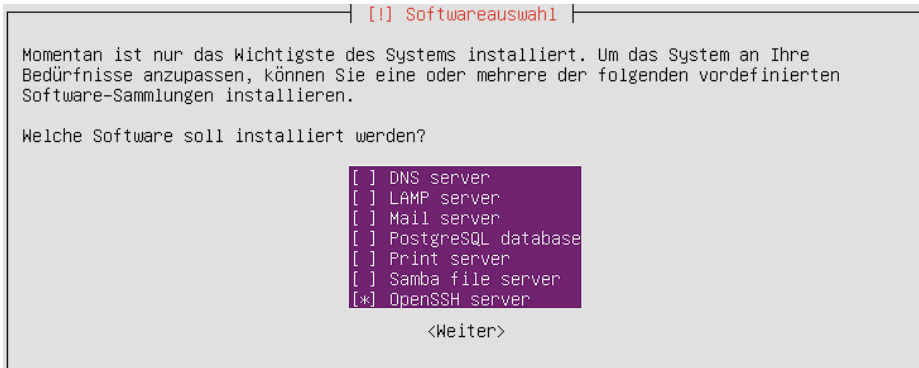 [!] Softwareauswahl
Momentan ist nur das Wichtigste des Systems installiert. Um das System an Ihre
Bedürfnisse anzupassen, können Sie eine oder mehrere der folgenden vordefinierten
Software-Sammlungen installieren.
Welche Software soll installiert werden?
[ ] DNS server
[ ] LAMP server
[ ] Mail server
[ ] PostgreSQL database
[ ] Print server
[ ] Samba file server
[*] OpenSSH server
<Weiter>